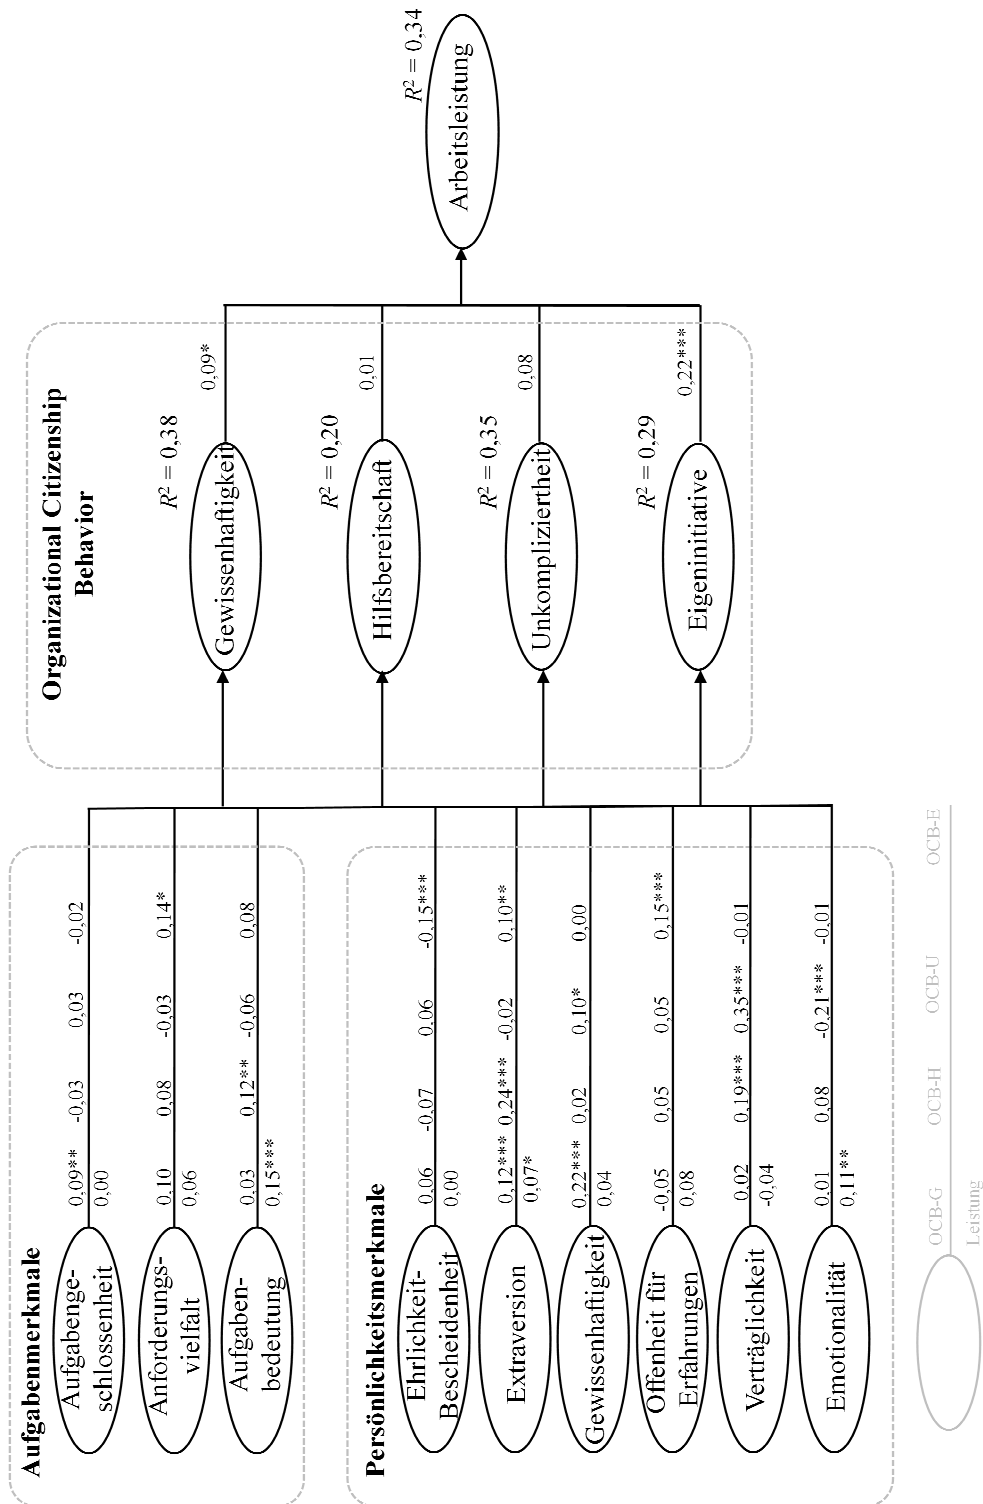 Aufgabenmerkmale
Aufgabenge-
schlossenheit
0,09** -0,03 0,03 -0,02
0,00
Anforderungs-
vielfalt
0,10 0,08 -0,03 0,14*
0,06
Aufgaben-
bedeutung
0,03 0,12** -0,06 0,08
0,15***
Persönlichkeitsmerkmale
Ehrlichkeit-
Bescheidenheit
0,06 -0,07 0,06 -0,15***
0,00
Extraversion
0,12*** 0,24*** -0,02 0,10**
0,07*
Gewissenhaftigkeit
0,22*** 0,02 0,10* 0,00
0,04
Offenheit für
Erfahrungen
-0,05 0,05 0,05 0,15***
0,08
Verträglichkeit
0,02 0,19*** 0,35*** -0,01
-0,04
Emotionalität
0,01 0,08 -0,21*** -0,01
0,11**
OCB-G OCB-H OCB-U OCB-E
Leistung
Organizational Citizenship
Behavior
R² = 0,38
Gewissenhaftigkeit
0,09*
R² = 0,20
Hilfsbereitschaft
0,01
R² = 0,35
Unkompliziertheit
0,08
R² = 0,29
Eigeninitiative
0,22***
R² = 0,34
Arbeitsleistung